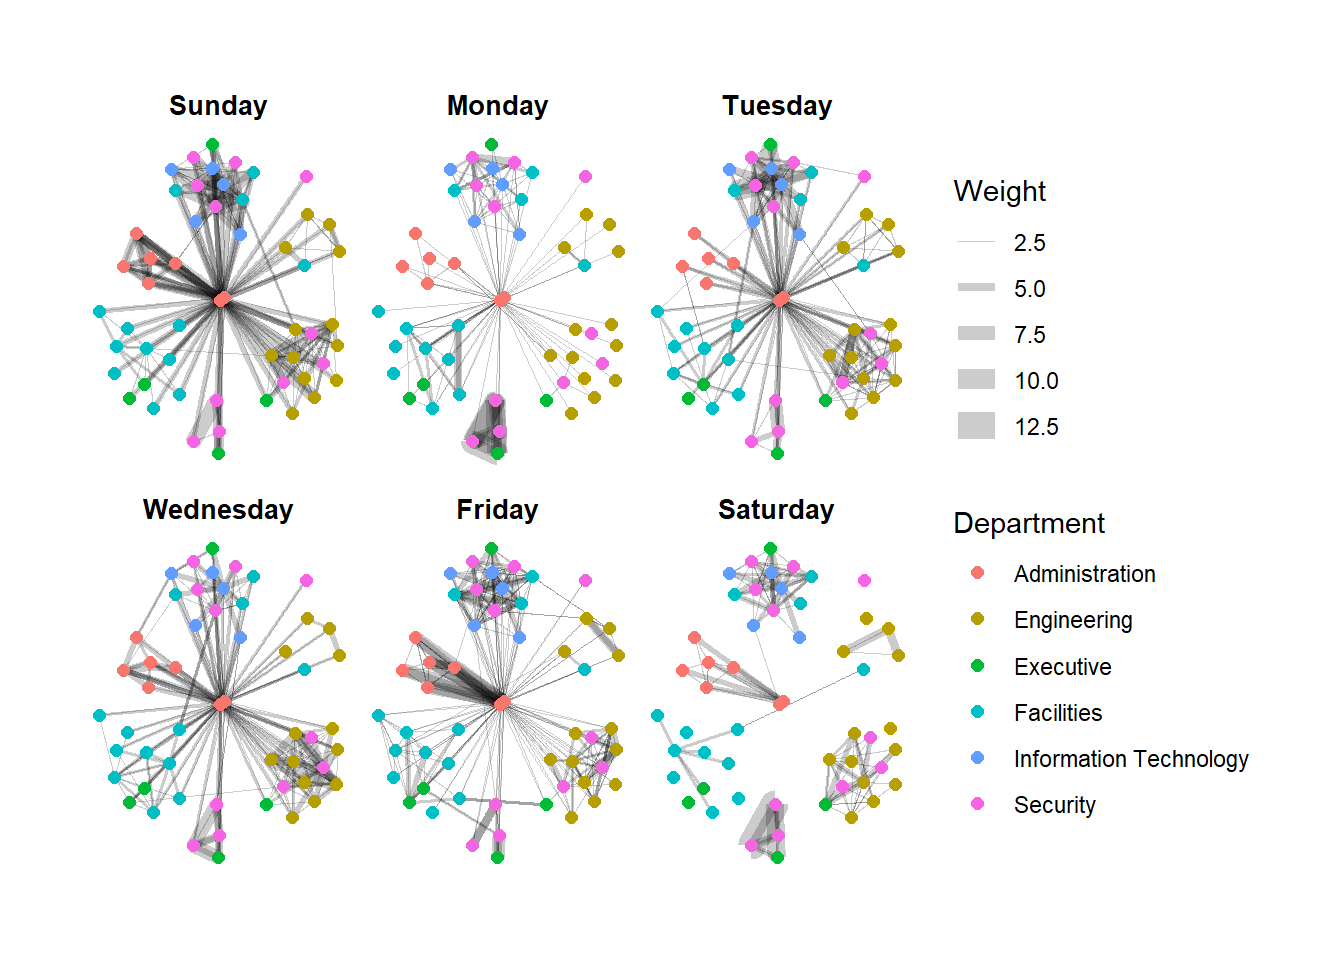 Sunday
Monday
Tuesday
Weight
2.5
5.0
7.5
10.0
12.5
Wednesday
Friday
Saturday
Department
Administration
Engineering
Executive
Facilities
Information Technology
Security